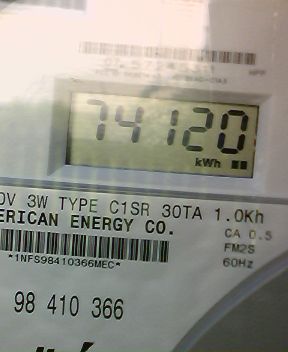 74120
kWh
0V 3W TYPE C1SR 30TA 1.0Kh
ERICAN ENERGY CO.
CA 0.5
FM2S
60Hz
*1NFS98410366MEC*
98 410 366